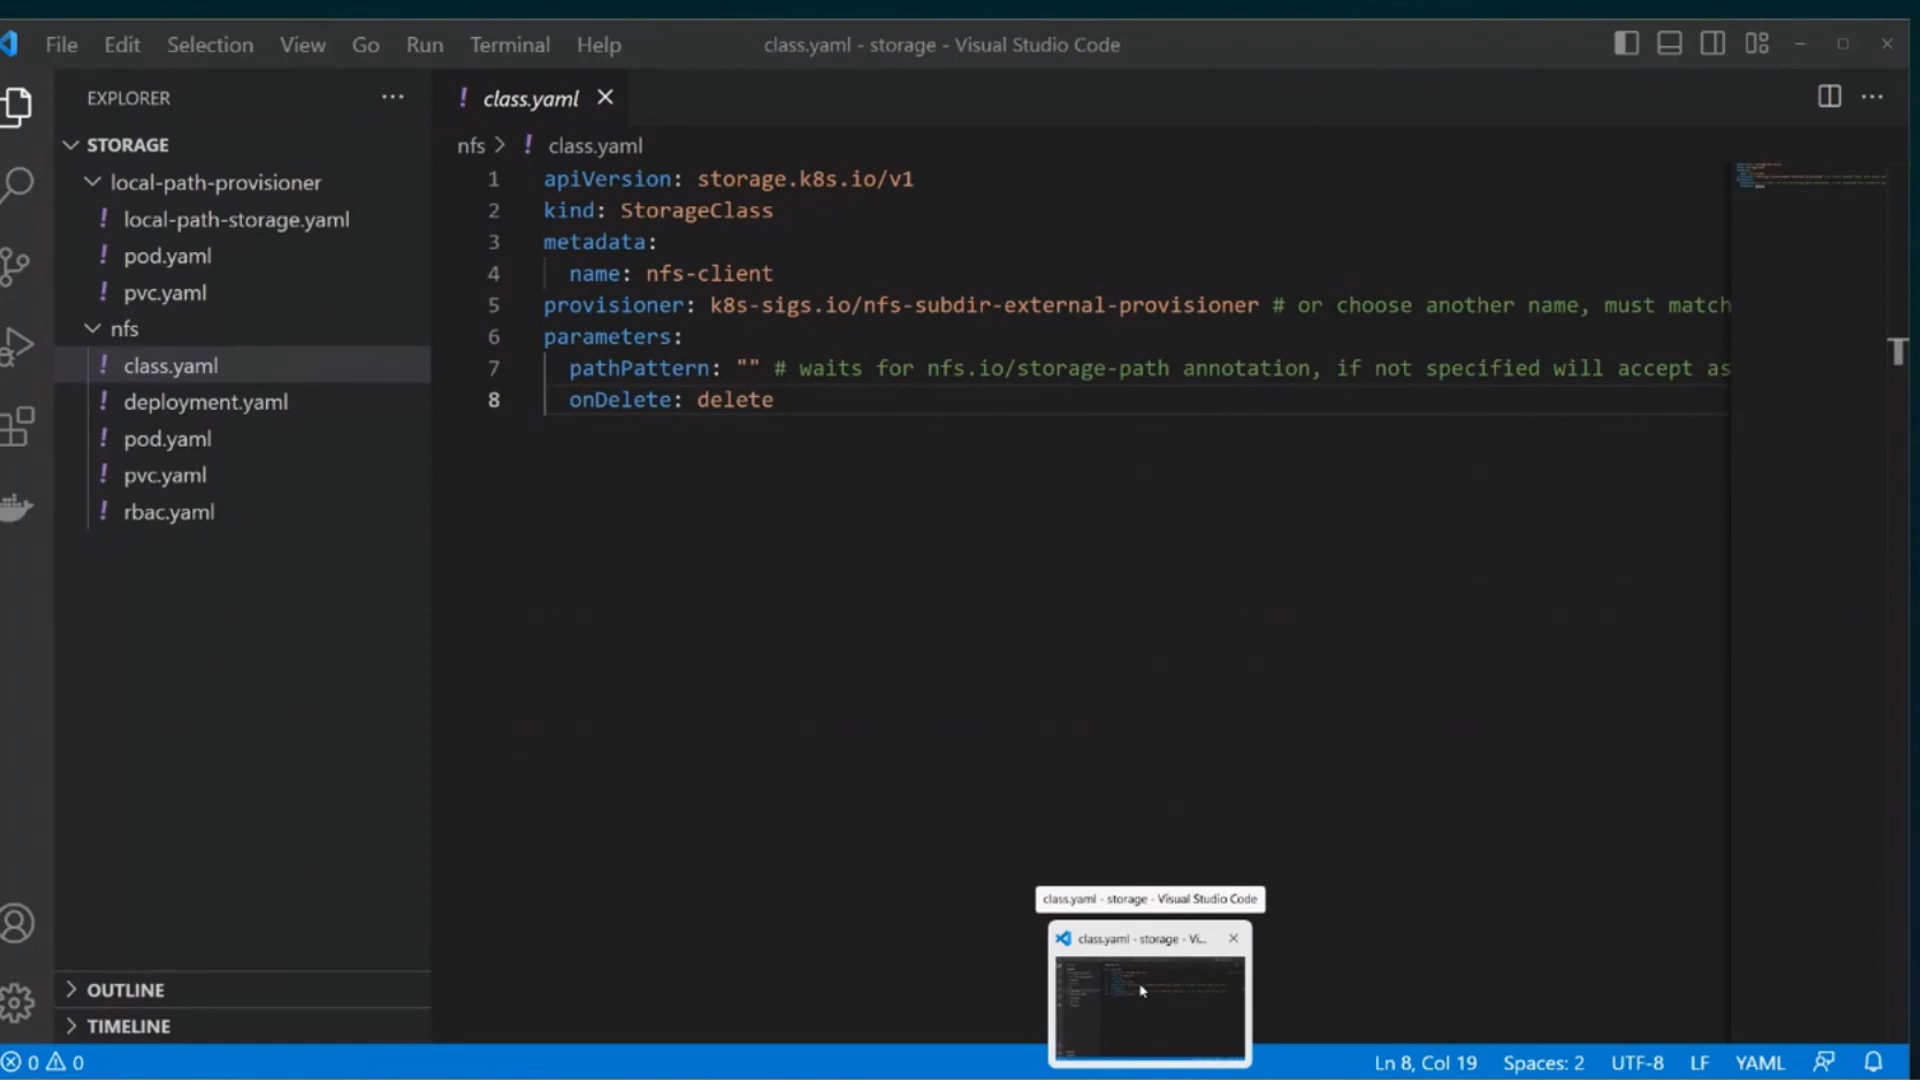 File Edit Selection View Go Run Terminal Help
class.yaml - storage - Visual Studio Code
EXPLORER
STORAGE
local-path-provisioner
! local-path-storage.yaml
! pod.yaml
! pvc.yaml
nfs
! class.yaml
! deployment.yaml
! pod.yaml
! pvc.yaml
! rbac.yaml
OUTLINE
TIMELINE
! class.yaml
nfs > ! class.yaml
1 apiVersion: storage.k8s.io/v1
2 kind: StorageClass
3 metadata:
4 name: nfs-client
5 provisioner: k8s-sigs.io/nfs-subdir-external-provisioner # or choose another name, must match
6 parameters:
7 pathPattern: "" # waits for nfs.io/storage-path annotation, if not specified will accept as
8 onDelete: delete
class.yaml - storage - Visual Studio Code
class.yaml - storage - Vi...
0 0
Ln 8, Col 19 Spaces: 2 UTF-8 LF YAML